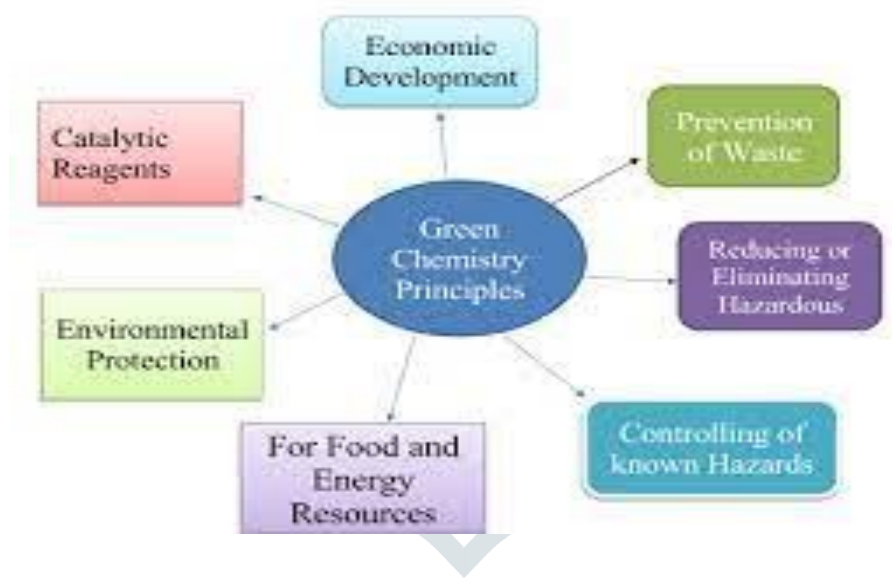 Economic
Development
Prevention
of Waste
Catalytic
Reagents
Green
Chemistry
Principles
Reducing or
Eliminating
Hazardous
Environmental
Protection
Controlling of
known Hazards
For Food and
Energy
Resources